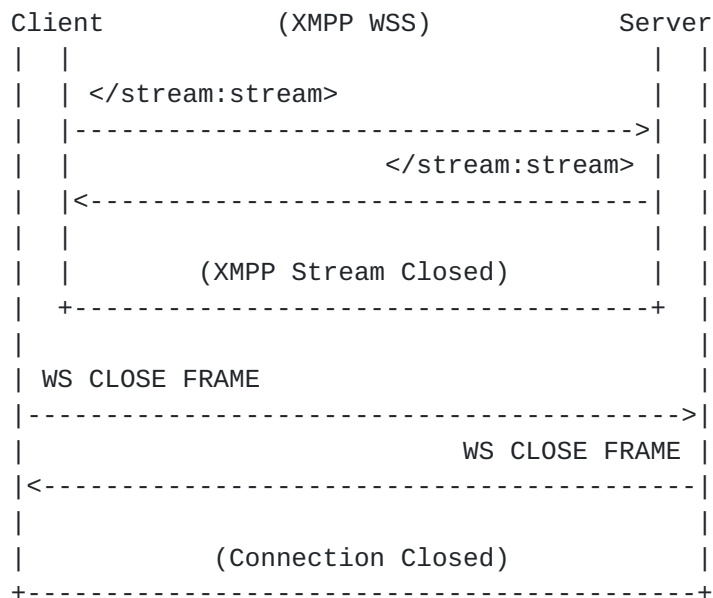 Client (XMPP WSS) Server
</stream:stream>
</stream:stream>
(XMPP Stream Closed)
WS CLOSE FRAME
WS CLOSE FRAME
(Connection Closed)